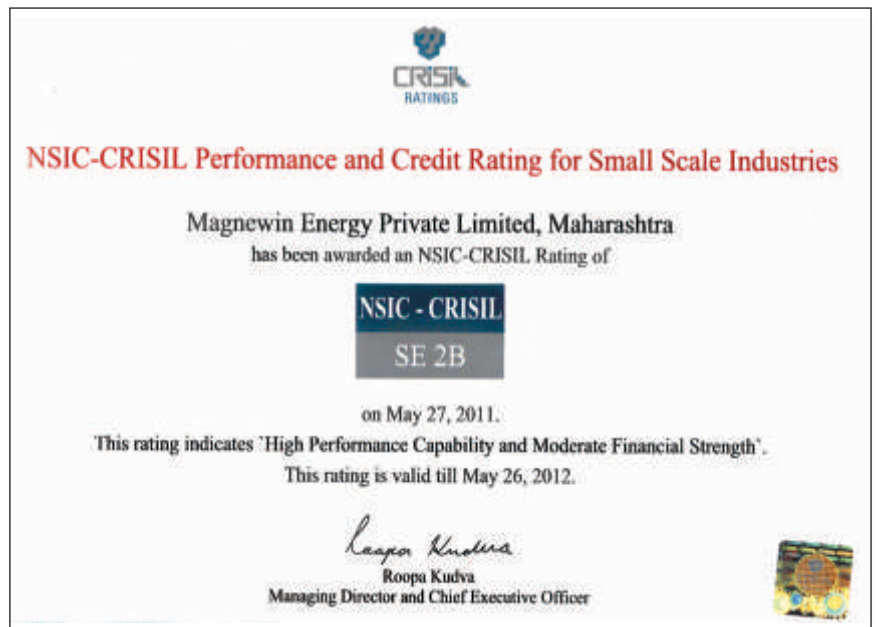 CRISIL
RATINGS
NSIC-CRISIL Performance and Credit Rating for Small Scale Industries
Magnewin Energy Private Limited, Maharashtra
has been awarded an NSIC-CRISIL Rating of
NSIC - CRISIL
SE 2B
on May 27, 2011.
This rating indicates `High Performance Capability and Moderate Financial Strength`.
This rating is valid till May 26, 2012.
Roopa Kudva
Roopa Kudva
Managing Director and Chief Executive Officer